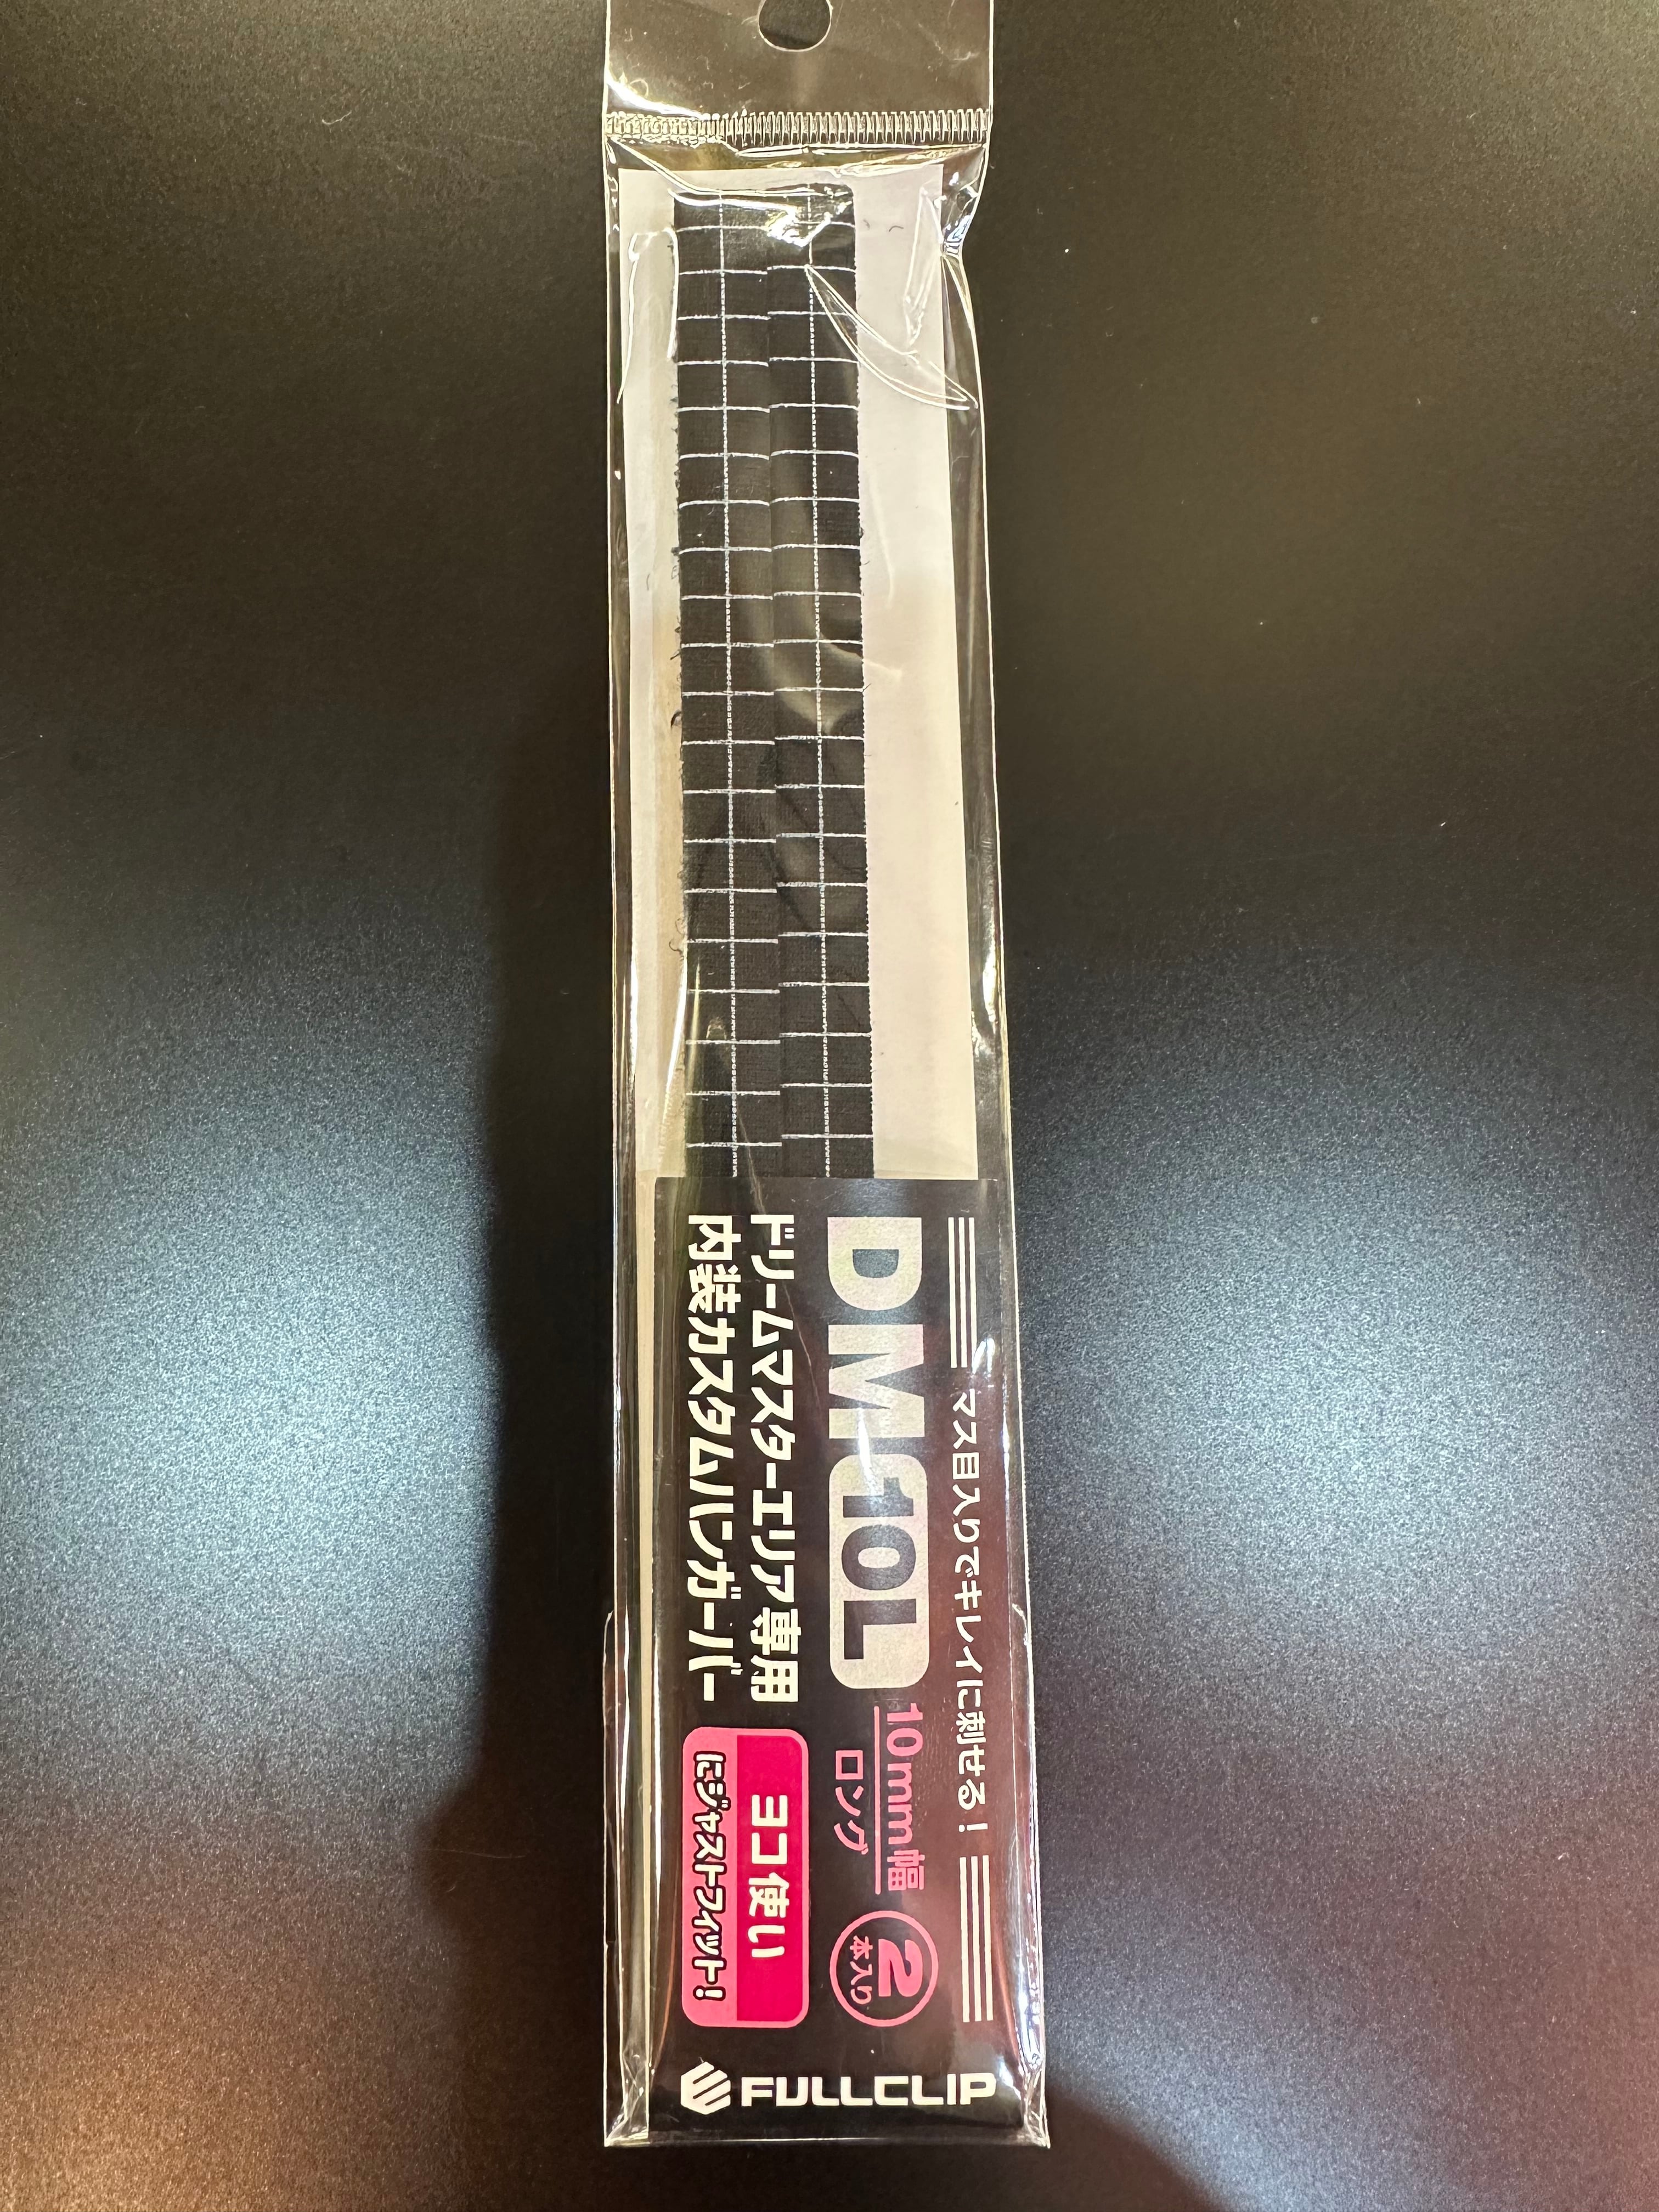 マス目入りでキレイに刺せる!
DM10L
10mm幅
ロング
2
本入り
ドリームマスターエリア専用
内装カスタムハンガーバー
ヨコ使い
にジャストフィット!
FULLCLIP